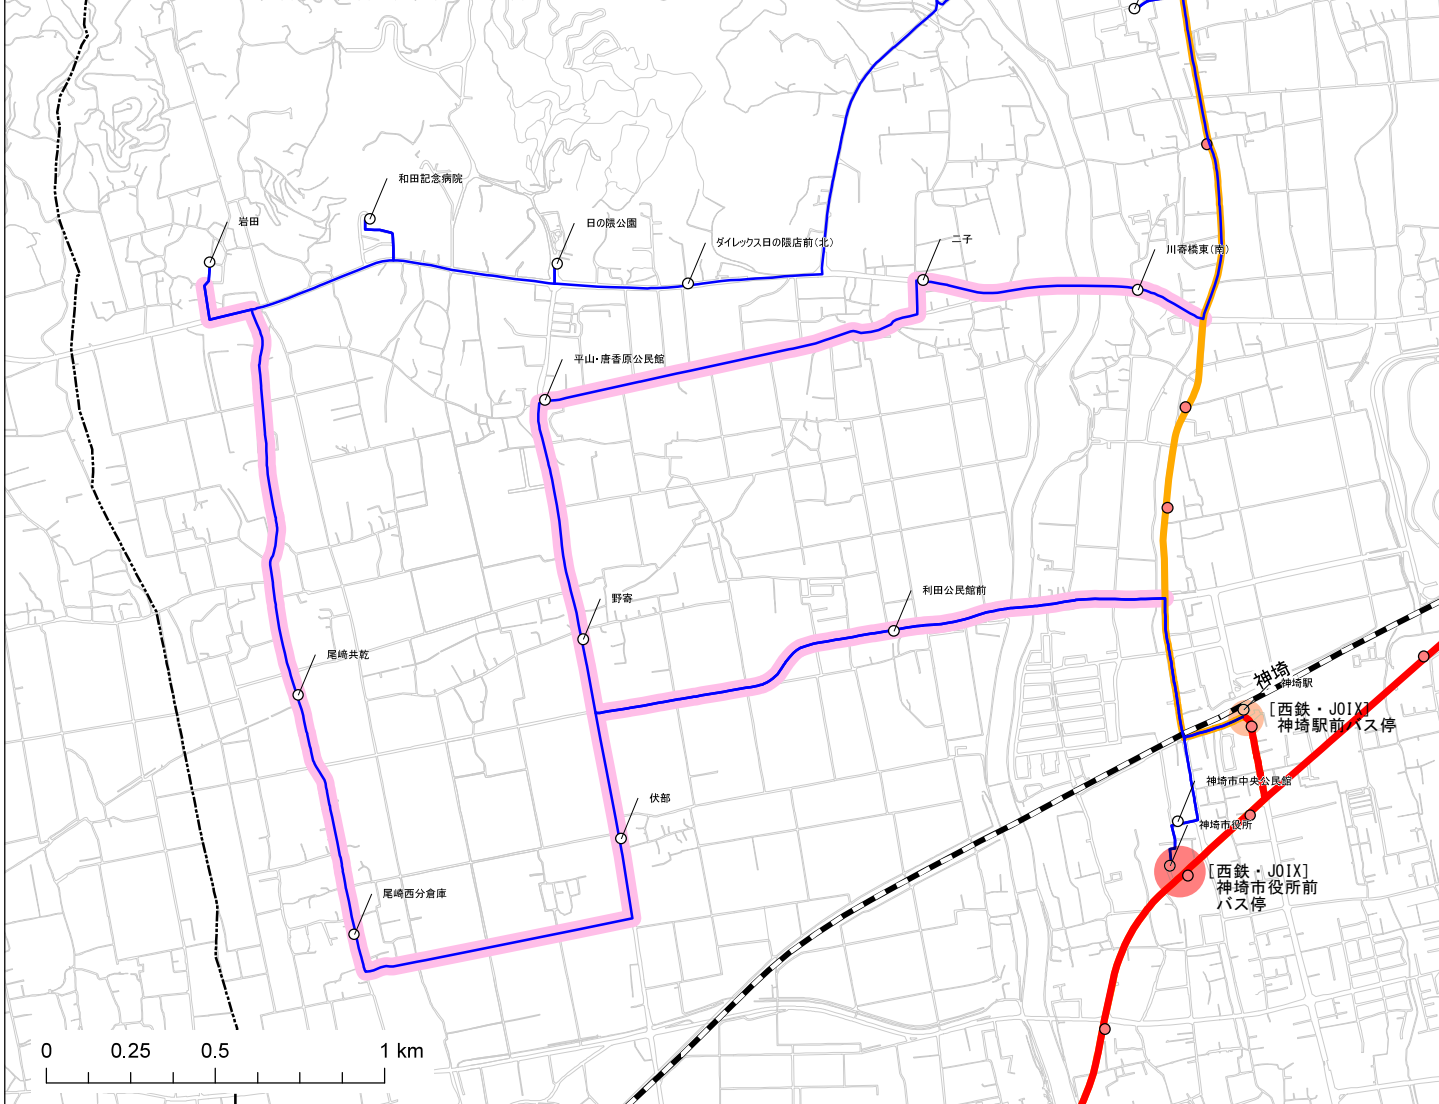 和田記念病院
岩田
日の隈公園
ダイレックス日の隈店前(北)
二子
川寄橋東(南)
平山・唐香原公民館
野寄
利田公民館前
尾崎共乾
神埼
神埼駅
[西鉄・JOIX]
神埼駅前バス停
神埼市中央公民館
伏部
神埼市役所
[西鉄・JOIX]
神埼市役所前
バス停
尾崎西分倉庫
0 0.25 0.5 1 km